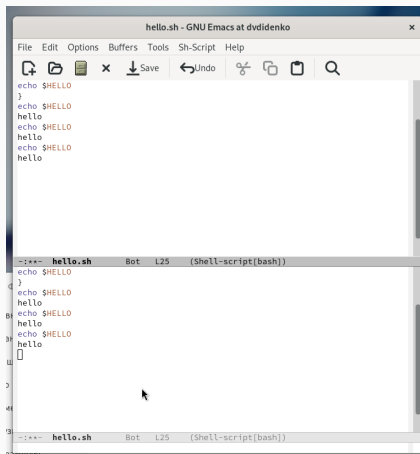 hello.sh - GNU Emacs at dvdidenko ×
File Edit Options Buffers Tools Sh-Script Help
Save Undo
echo $HELLO
}
echo $HELLO
hello
echo $HELLO
hello
echo $HELLO
hello
-:**- hello.sh Bot L25 (Shell-script[bash])
echo $HELLO
}
echo $HELLO
hello
echo $HELLO
hello
echo $HELLO
hello
-:**- hello.sh Bot L25 (Shell-script[bash])